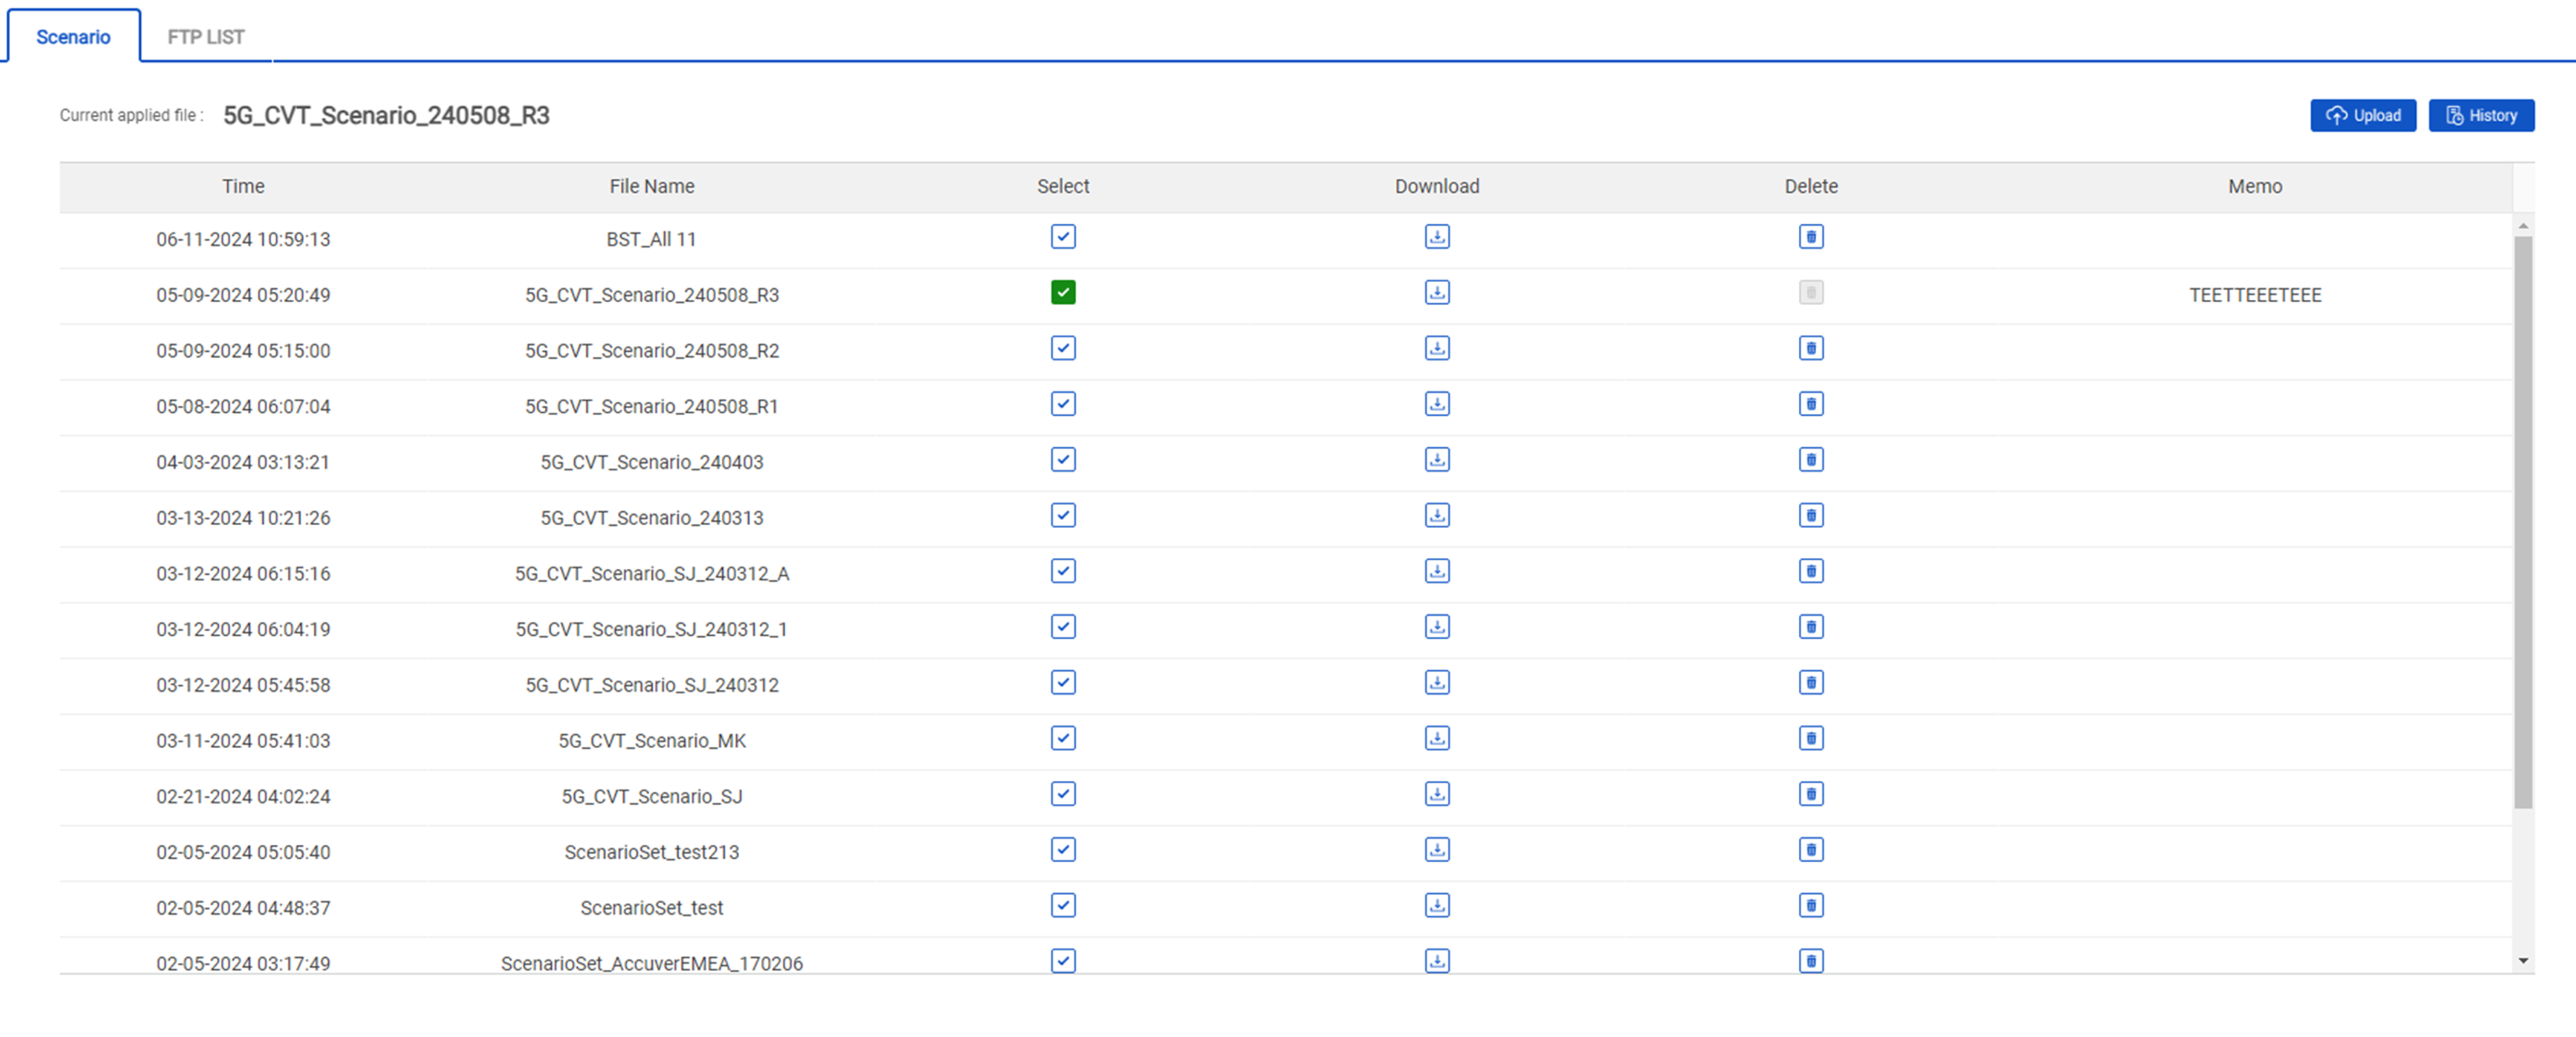 Scenario FTP LIST
Current applied file : 5G_CVT_Scenario_240508_R3 Upload History
Time File Name Select Download Delete Memo
06-11-2024 10:59:13 BST_All 11
05-09-2024 05:20:49 5G_CVT_Scenario_240508_R3 TEETTEEETEEE
05-09-2024 05:15:00 5G_CVT_Scenario_240508_R2
05-08-2024 06:07:04 5G_CVT_Scenario_240508_R1
04-03-2024 03:13:21 5G_CVT_Scenario_240403
03-13-2024 10:21:26 5G_CVT_Scenario_240313
03-12-2024 06:15:16 5G_CVT_Scenario_SJ_240312_A
03-12-2024 06:04:19 5G_CVT_Scenario_SJ_240312_1
03-12-2024 05:45:58 5G_CVT_Scenario_SJ_240312
03-11-2024 05:41:03 5G_CVT_Scenario_MK
02-21-2024 04:02:24 5G_CVT_Scenario_SJ
02-05-2024 05:05:40 ScenarioSet_test213
02-05-2024 04:48:37 ScenarioSet_test
02-05-2024 03:17:49 ScenarioSet_AccuverEMEA_170206